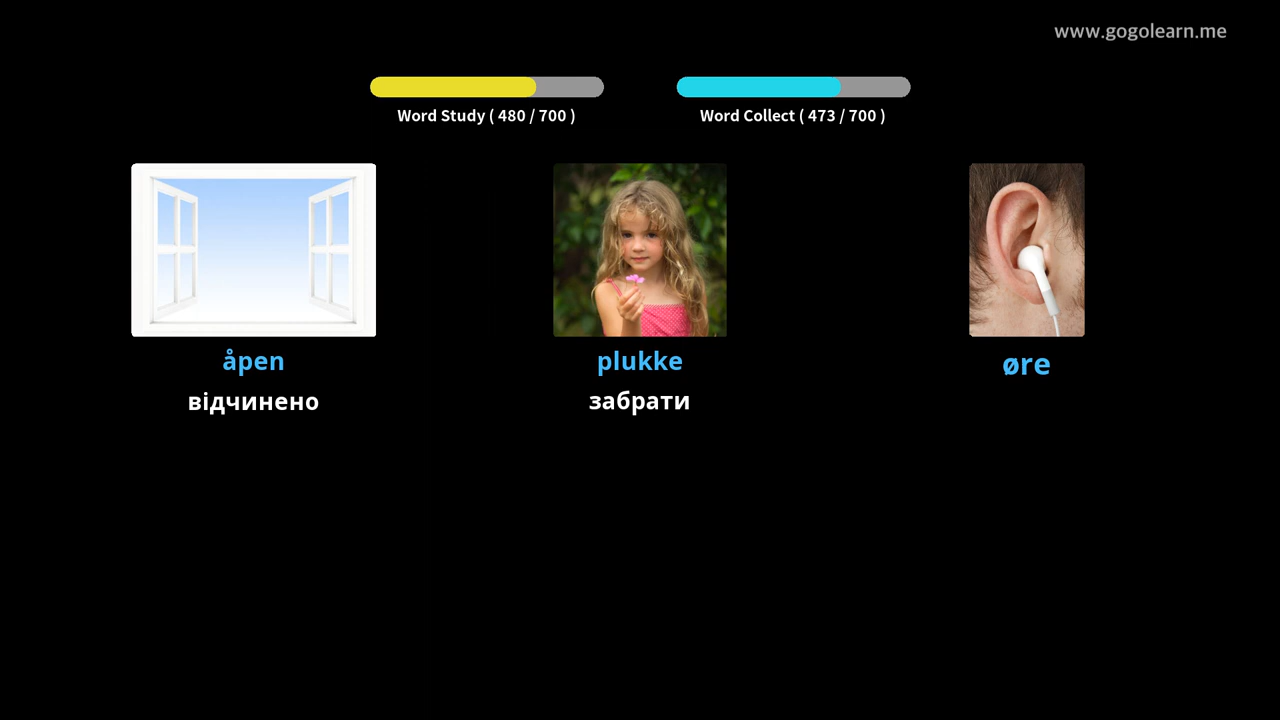 www.gogolearn.me
Word Study ( 480 / 700 )
Word Collect ( 473 / 700 )
åpen
plukke
øre
відчинено
забрати